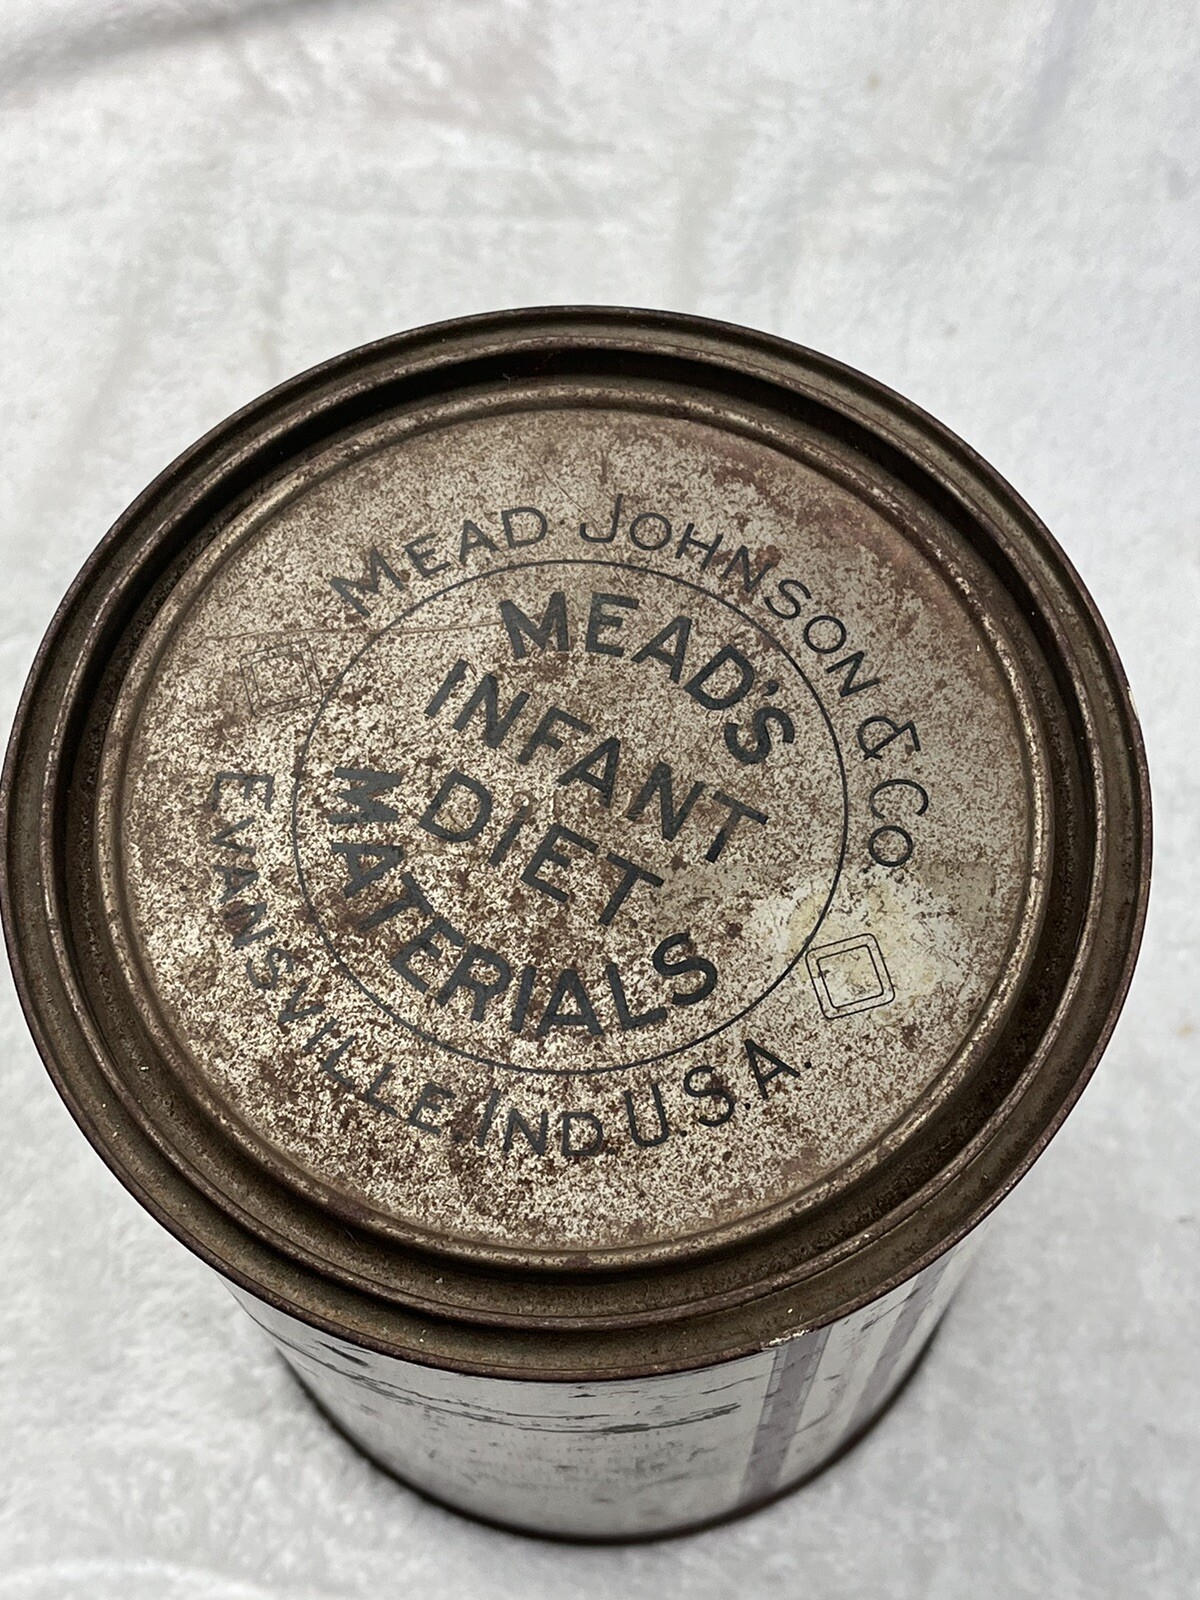 MEAD JOHNSON & CO.
MEAD'S
INFANT
DIET
MATERIALS
EVANSVILLE. IND. U.S.A.